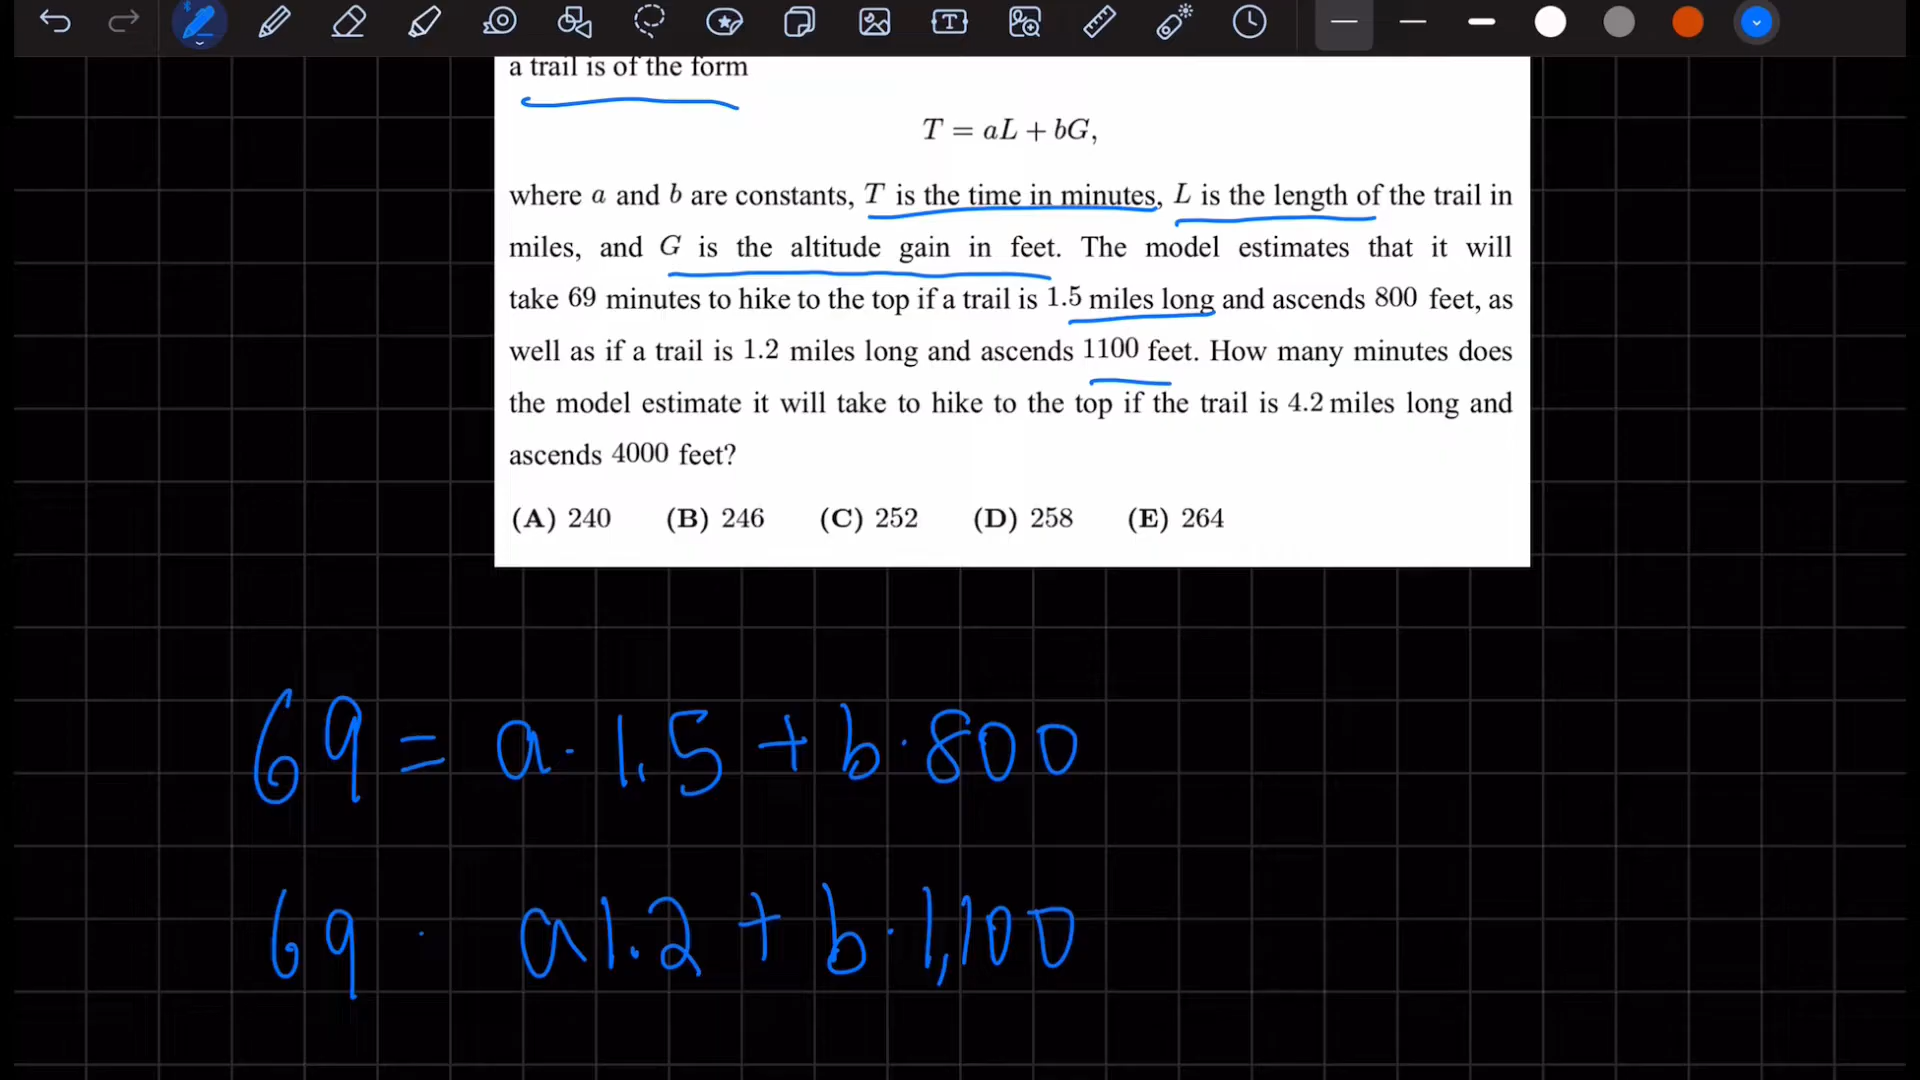 a trail is of the form
T = aL + bG,
where a and b are constants, T is the time in minutes, L is the length of the trail in
miles, and G is the altitude gain in feet. The model estimates that it will
take 69 minutes to hike to the top if a trail is 1.5 miles long and ascends 800 feet, as
well as if a trail is 1.2 miles long and ascends 1100 feet. How many minutes does
the model estimate it will take to hike to the top if the trail is 4.2 miles long and
ascends 4000 feet?
(A) 240 (B) 246 (C) 252 (D) 258 (E) 264
69 = a·1.5 + b·800
69 · a1.2 + b·1,100